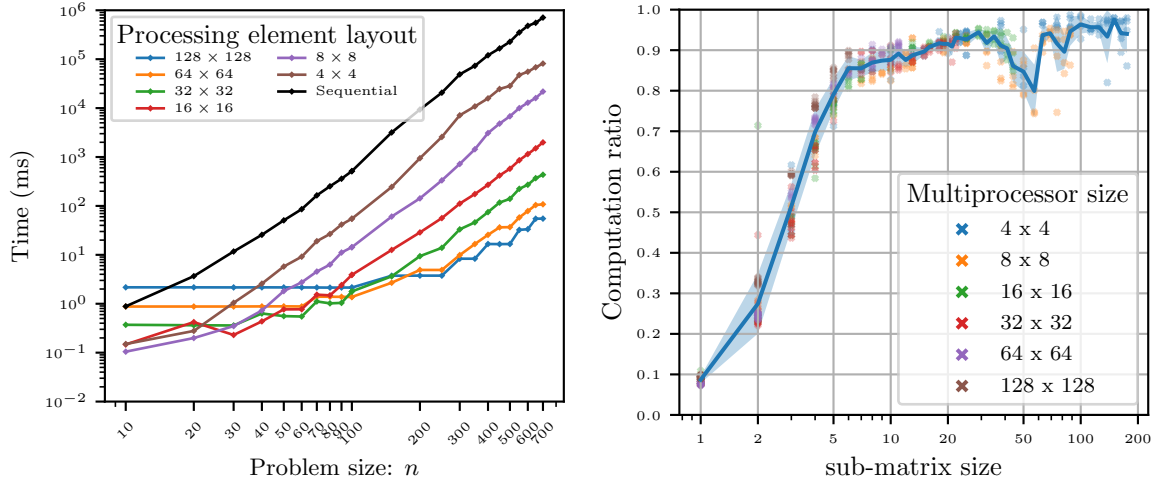 Processing element layout
128 × 128
64 × 64
32 × 32
16 × 16
8 × 8
4 × 4
Sequential
10^6
10^5
10^4
10^3
10^2
10^1
10^0
10^-1
10^-2
Time (ms)
10 20 30 40 50 60 70 80 90 100 200 300 400 500 600 700
Problem size: n
1.0
0.9
0.8
0.7
0.6
0.5
0.4
0.3
0.2
0.1
0.0
Computation ratio
Multiprocessor size
4 x 4
8 x 8
16 x 16
32 x 32
64 x 64
128 x 128
1 2 5 10 20 50 100 200
sub-matrix size